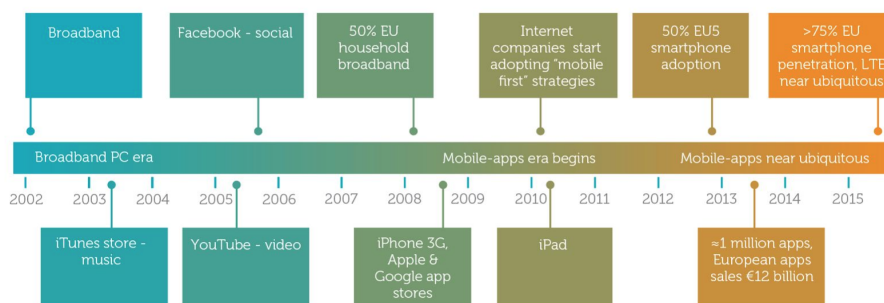 Broadband
Facebook - social
50% EU
household
broadband
Internet
companies start
adopting “mobile
first” strategies
50% EU5
smartphone
adoption
>75% EU
smartphone
penetration, LTE
near ubiquitous
Broadband PC era
Mobile-apps era begins
Mobile-apps near ubiquitous
2002 2003 2004 2005 2006 2007 2008 2009 2010 2011 2012 2013 2014 2015
iTunes store -
music
YouTube - video
iPhone 3G,
Apple &
Google app
stores
iPad
≈1 million apps,
European apps
sales €12 billion